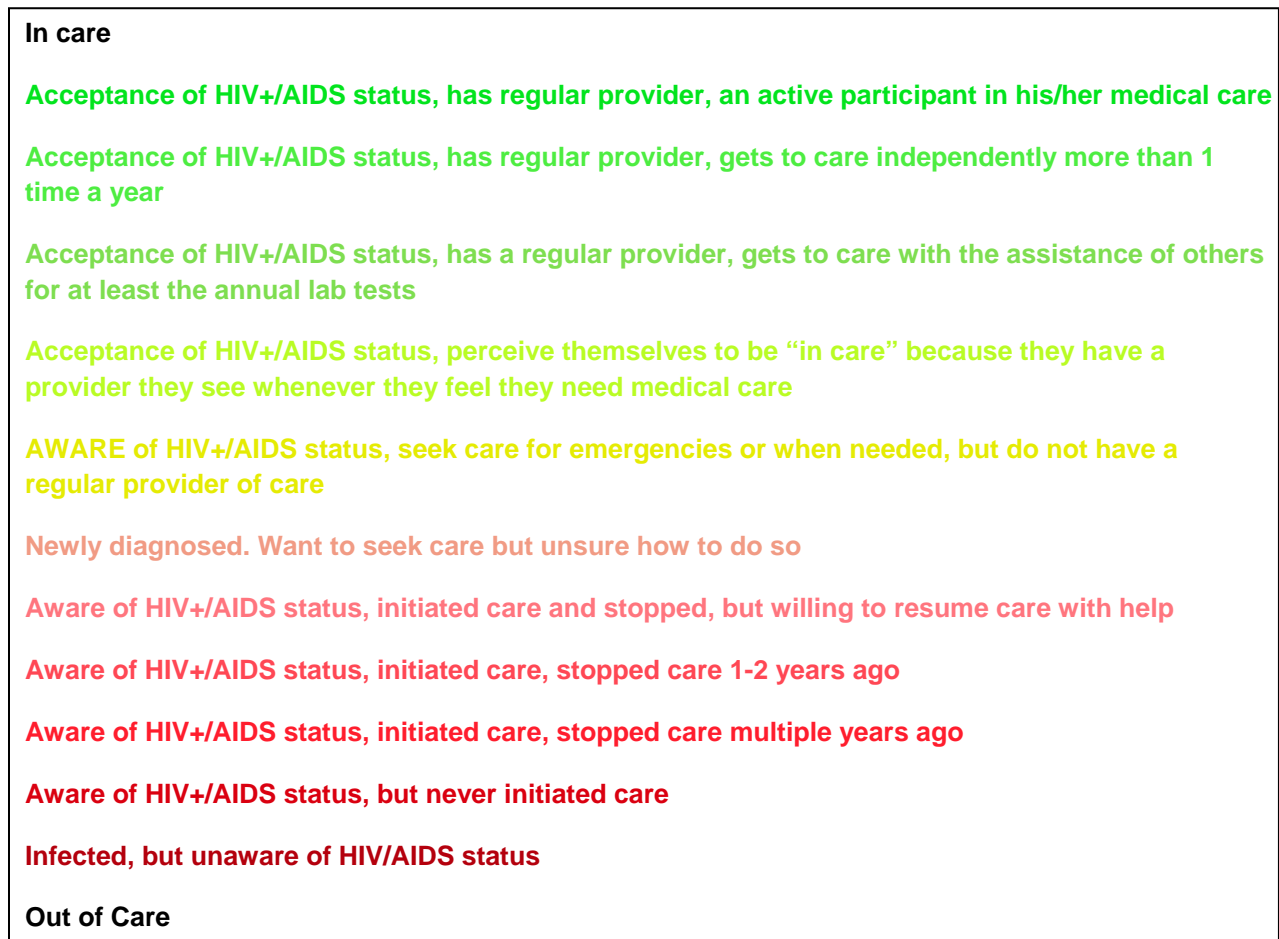 In care
Acceptance of HIV+/AIDS status, has regular provider, an active participant in his/her medical care
Acceptance of HIV+/AIDS status, has regular provider, gets to care independently more than 1
time a year
Acceptance of HIV+/AIDS status, has a regular provider, gets to care with the assistance of others
for at least the annual lab tests
Acceptance of HIV+/AIDS status, perceive themselves to be “in care” because they have a
provider they see whenever they feel they need medical care
AWARE of HIV+/AIDS status, seek care for emergencies or when needed, but do not have a
regular provider of care
Newly diagnosed. Want to seek care but unsure how to do so
Aware of HIV+/AIDS status, initiated care and stopped, but willing to resume care with help
Aware of HIV+/AIDS status, initiated care, stopped care 1-2 years ago
Aware of HIV+/AIDS status, initiated care, stopped care multiple years ago
Aware of HIV+/AIDS status, but never initiated care
Infected, but unaware of HIV/AIDS status
Out of Care